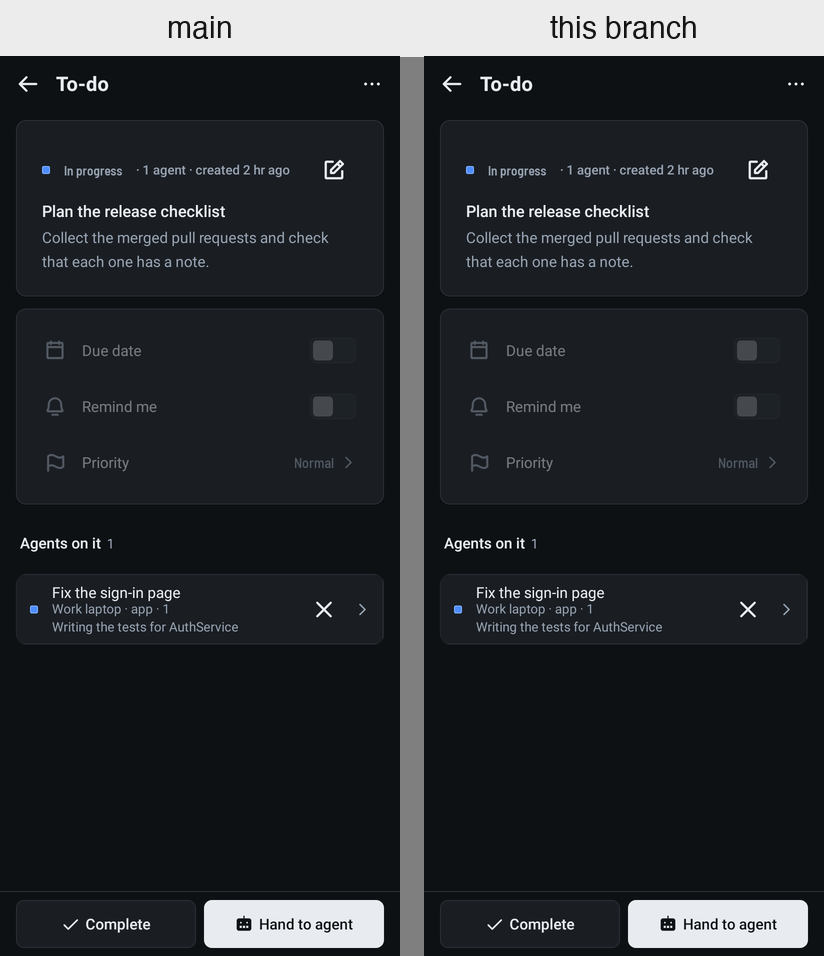 main
this branch
To-do
In progress · 1 agent · created 2 hr ago
Plan the release checklist
Collect the merged pull requests and check
that each one has a note.
Due date
Remind me
Priority Normal
Agents on it 1
Fix the sign-in page
Work laptop · app · 1
Writing the tests for AuthService
Complete
Hand to agent
To-do
In progress · 1 agent · created 2 hr ago
Plan the release checklist
Collect the merged pull requests and check
that each one has a note.
Due date
Remind me
Priority Normal
Agents on it 1
Fix the sign-in page
Work laptop · app · 1
Writing the tests for AuthService
Complete
Hand to agent